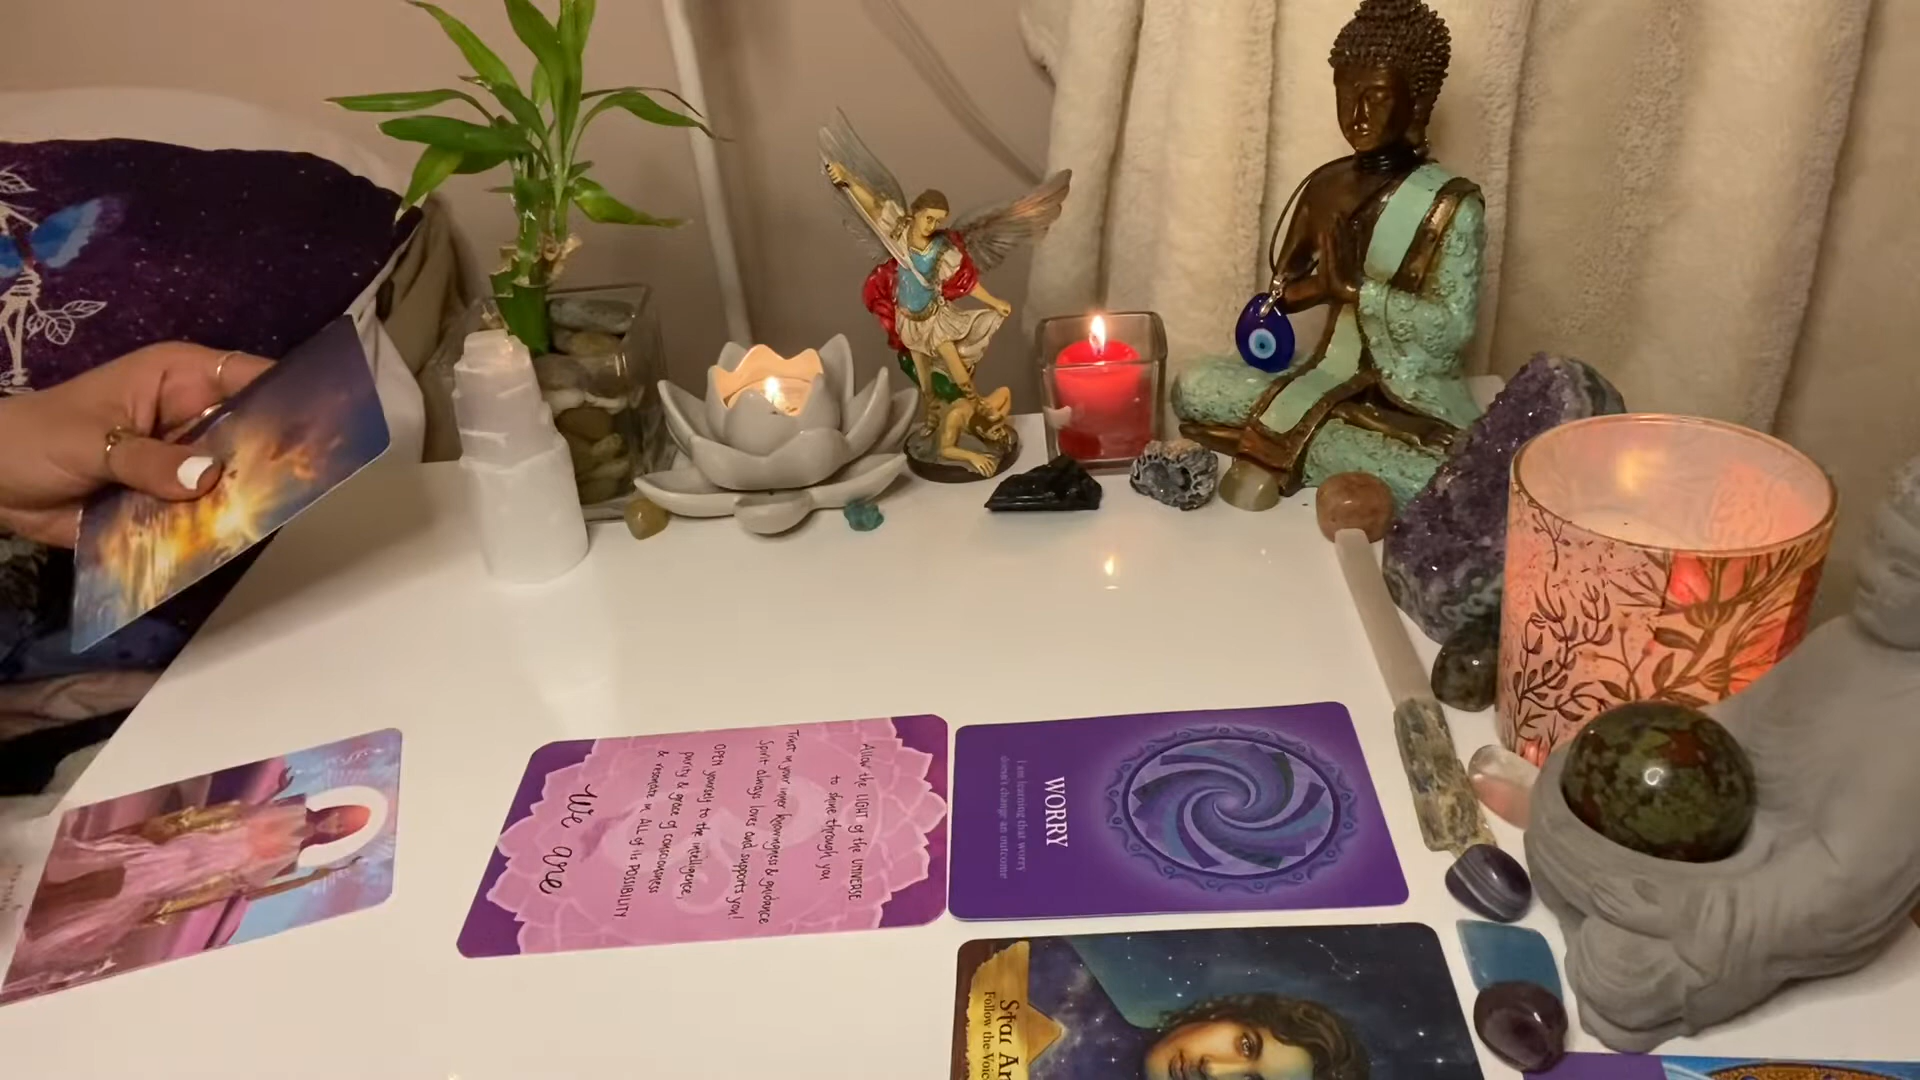 Allow the LIGHT of the UNIVERSE
to shine through you
Trust in your inner knowingness & guidance
Spirit always loves and supports you!
OPEN yourself to the intelligence,
purity & grace of consciousness
& resonate in ALL of its POSSIBILITY
We are
WORRY
I am learning that worry
doesn't change an outcome
Star
Follow the